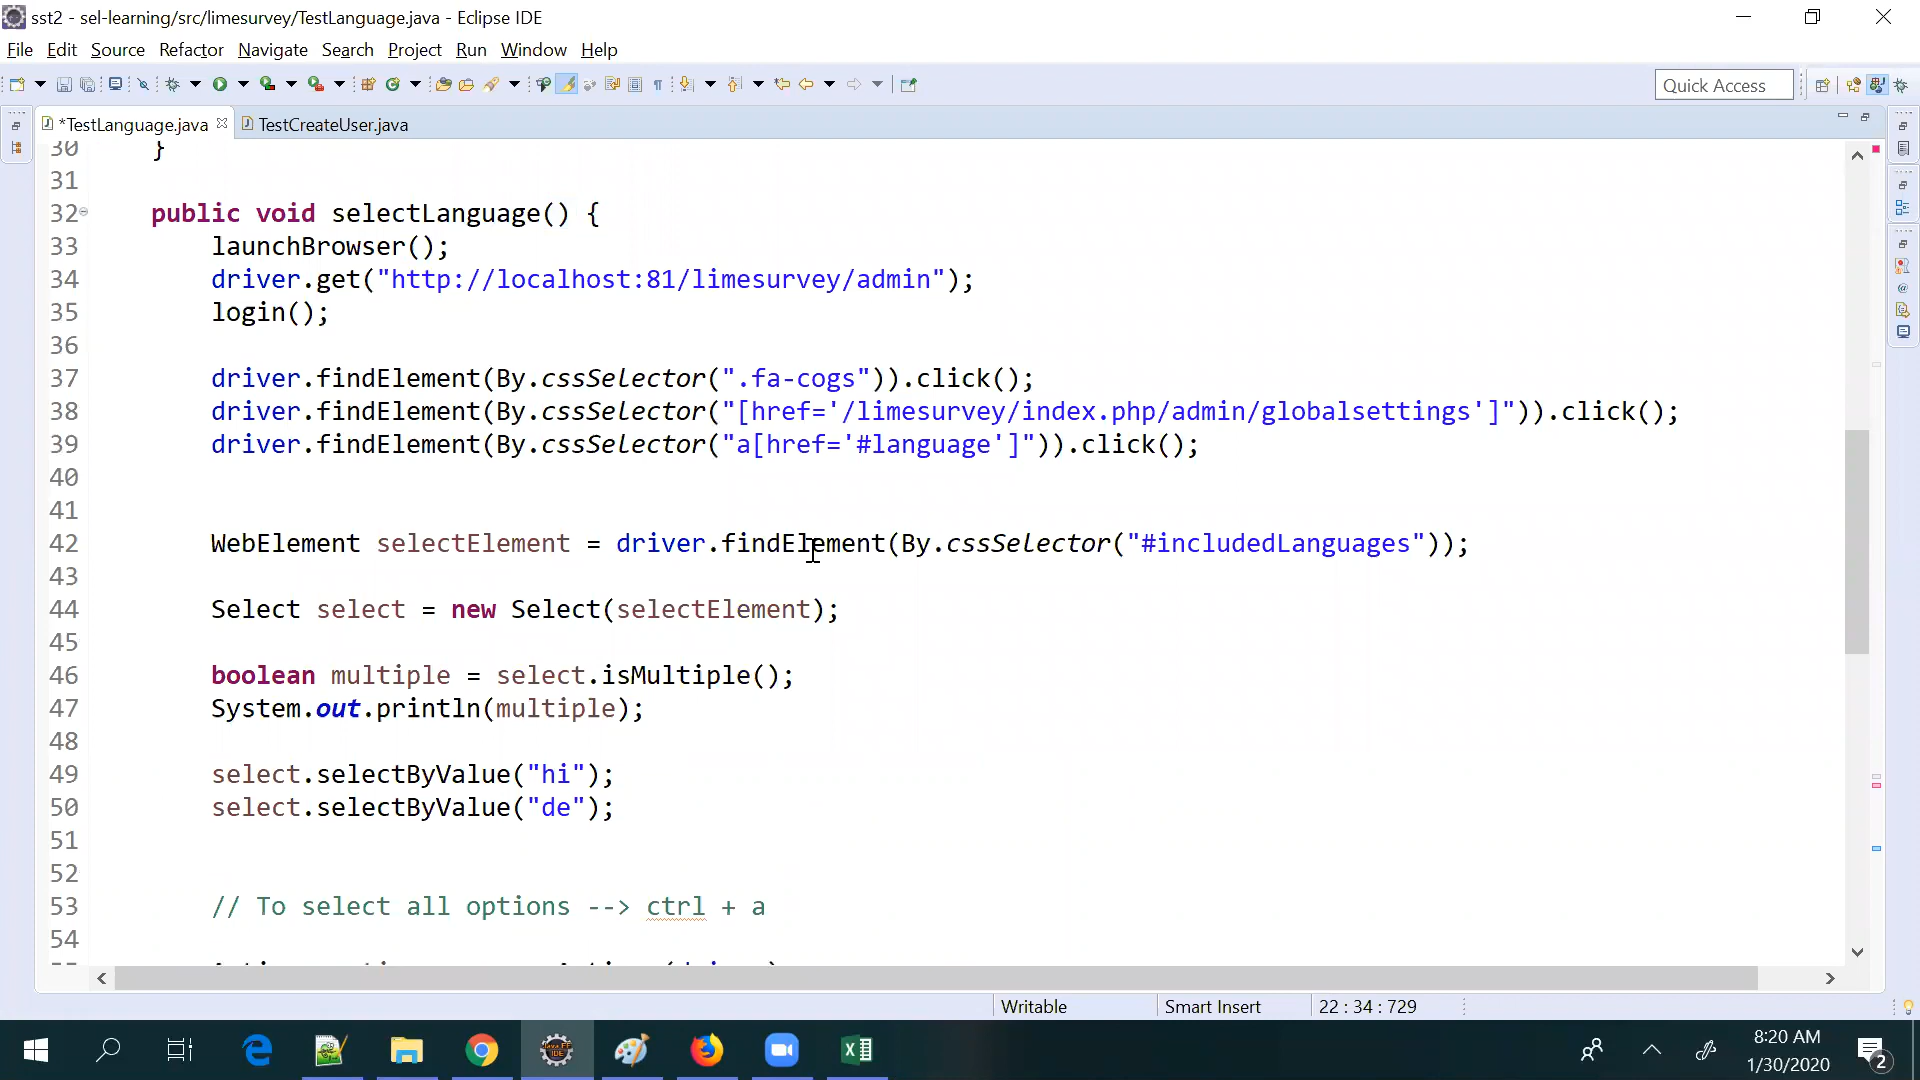 sst2 - sel-learning/src/limesurvey/TestLanguage.java - Eclipse IDE
File Edit Source Refactor Navigate Search Project Run Window Help
Quick Access
*TestLanguage.java TestCreateUser.java
30 }
31
32 public void selectLanguage() {
33 launchBrowser();
34 driver.get("http://localhost:81/limesurvey/admin");
35 login();
36
37 driver.findElement(By.cssSelector(".fa-cogs")).click();
38 driver.findElement(By.cssSelector("[href='/limesurvey/index.php/admin/globalsettings']")).click();
39 driver.findElement(By.cssSelector("a[href='#language']")).click();
40
41
42 WebElement selectElement = driver.findElement(By.cssSelector("#includedLanguages"));
43
44 Select select = new Select(selectElement);
45
46 boolean multiple = select.isMultiple();
47 System.out.println(multiple);
48
49 select.selectByValue("hi");
50 select.selectByValue("de");
51
52
53 // To select all options --> ctrl + a
54
Writable Smart Insert 22 : 34 : 729
8:20 AM
1/30/2020
2